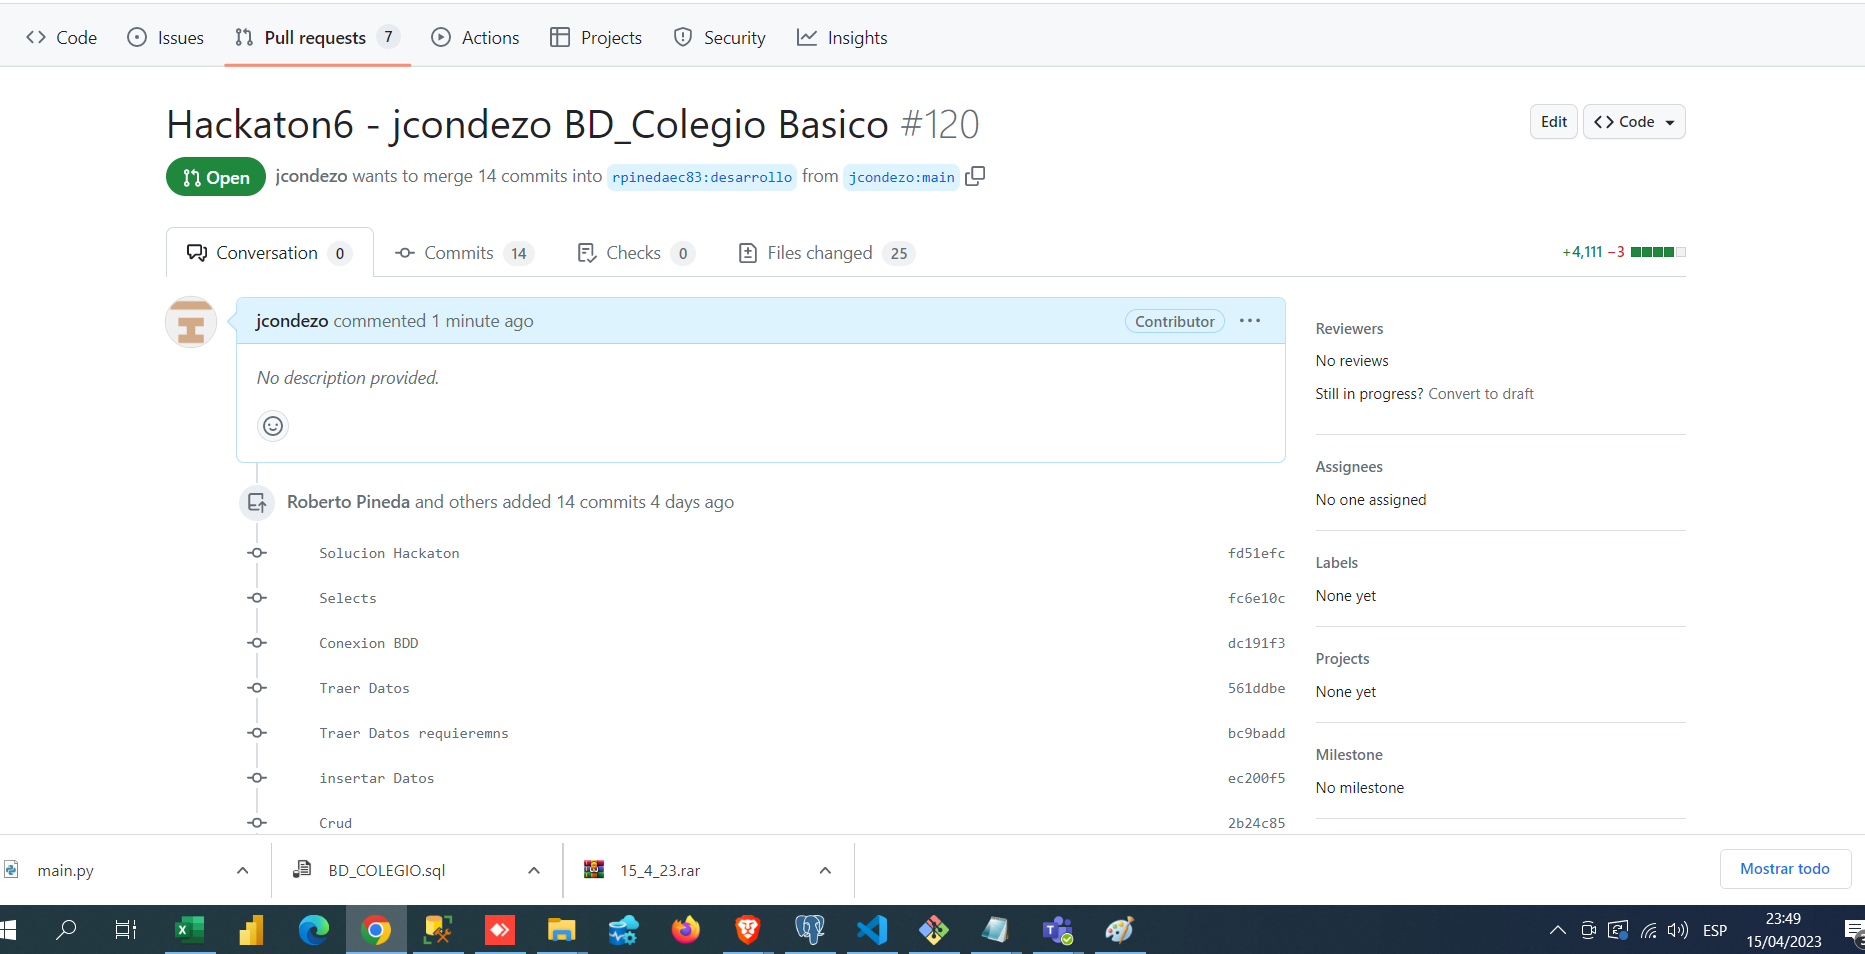 Code Issues Pull requests 7 Actions Projects Security Insights
Hackaton6 - jcondezo BD_Colegio Basico #120
Edit
Code
Open
jcondezo wants to merge 14 commits into rpinedaec83:desarrollo from jcondezo:main
Conversation 0 Commits 14 Checks 0 Files changed 25
+4,111 −3
jcondezo commented 1 minute ago
Contributor
No description provided.
Reviewers
No reviews
Still in progress? Convert to draft
Assignees
No one assigned
Labels
None yet
Projects
None yet
Milestone
No milestone
Roberto Pineda and others added 14 commits 4 days ago
Solucion Hackaton fd51efc
Selects fc6e10c
Conexion BDD dc191f3
Traer Datos 561ddbe
Traer Datos requieremns bc9badd
insertar Datos ec200f5
Crud 2b24c85
main.py
BD_COLEGIO.sql
15_4_23.rar
Mostrar todo
ESP
23:49
15/04/2023